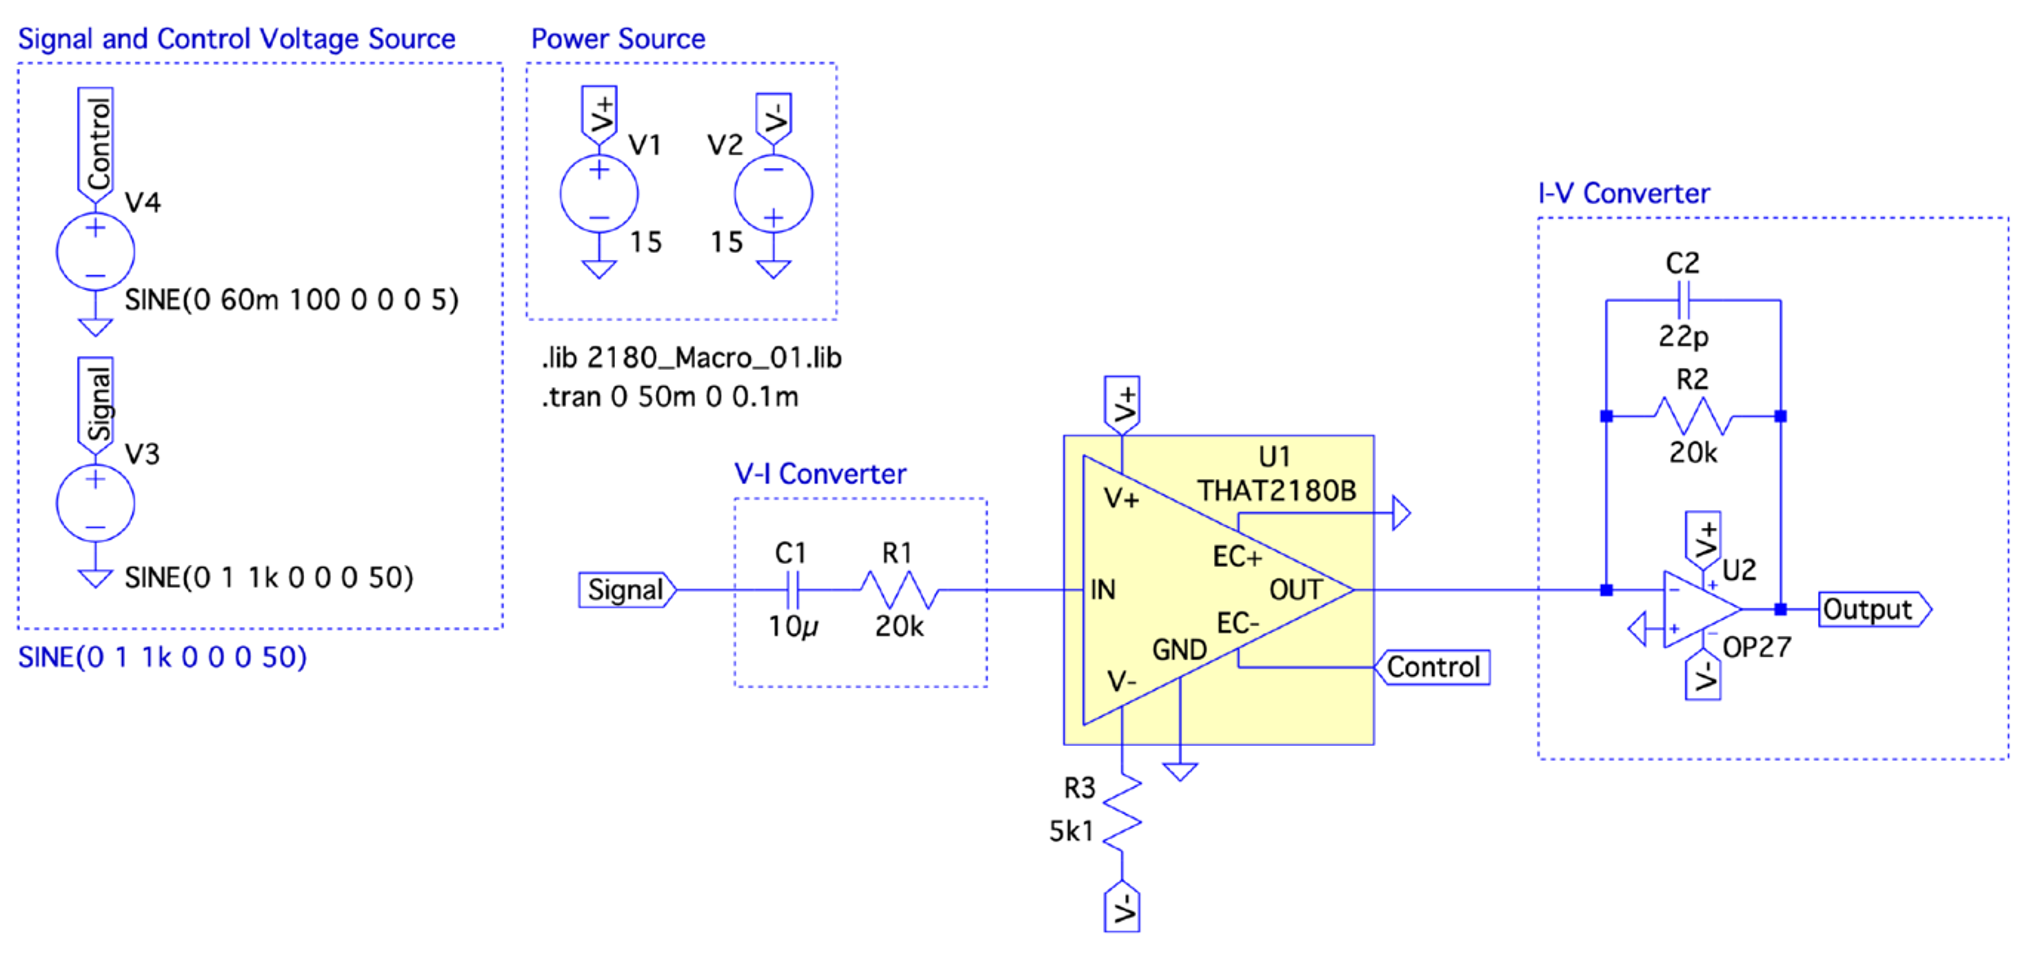 Signal and Control Voltage Source
Control
V4
+
−
SINE(0 60m 100 0 0 0 5)
Signal
V3
+
−
SINE(0 1 1k 0 0 0 50)
SINE(0 1 1k 0 0 0 50)
Power Source
V+
V1
+
−
15
V-
V2
−
+
15
.lib 2180_Macro_01.lib
.tran 0 50m 0 0.1m
V-I Converter
Signal
C1
10µ
R1
20k
V+
U1
THAT2180B
V+
EC+
IN
OUT
EC-
GND
V-
Control
R3
5k1
V-
I-V Converter
C2
22p
R2
20k
V+
U2
+
−
+
−
OP27
V-
Output